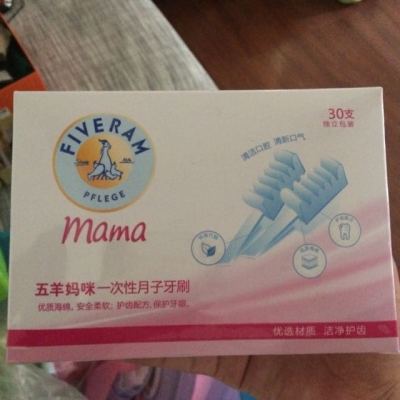 FIVERAM
PFLEGE
mama
30支
独立包装
清洁口腔 清新口气
五羊妈咪一次性月子牙刷
优质海绵，安全柔软；护齿配方，保护牙龈。
优选材质 洁净护齿